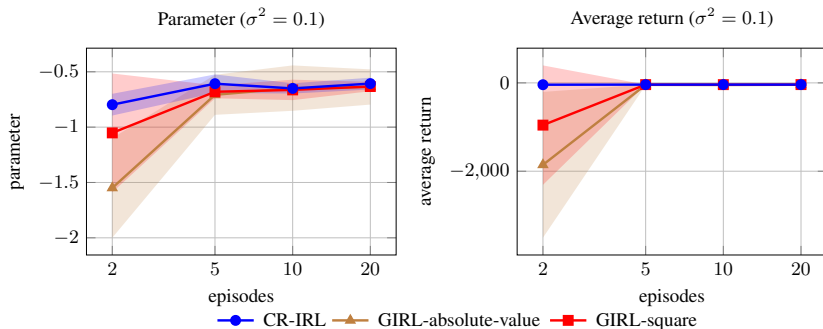 Parameter (σ² = 0.1)
−0.5
−1
−1.5
−2
parameter
2 5 10 20
episodes
Average return (σ² = 0.1)
0
−2,000
average return
2 5 10 20
episodes
CR-IRL GIRL-absolute-value GIRL-square